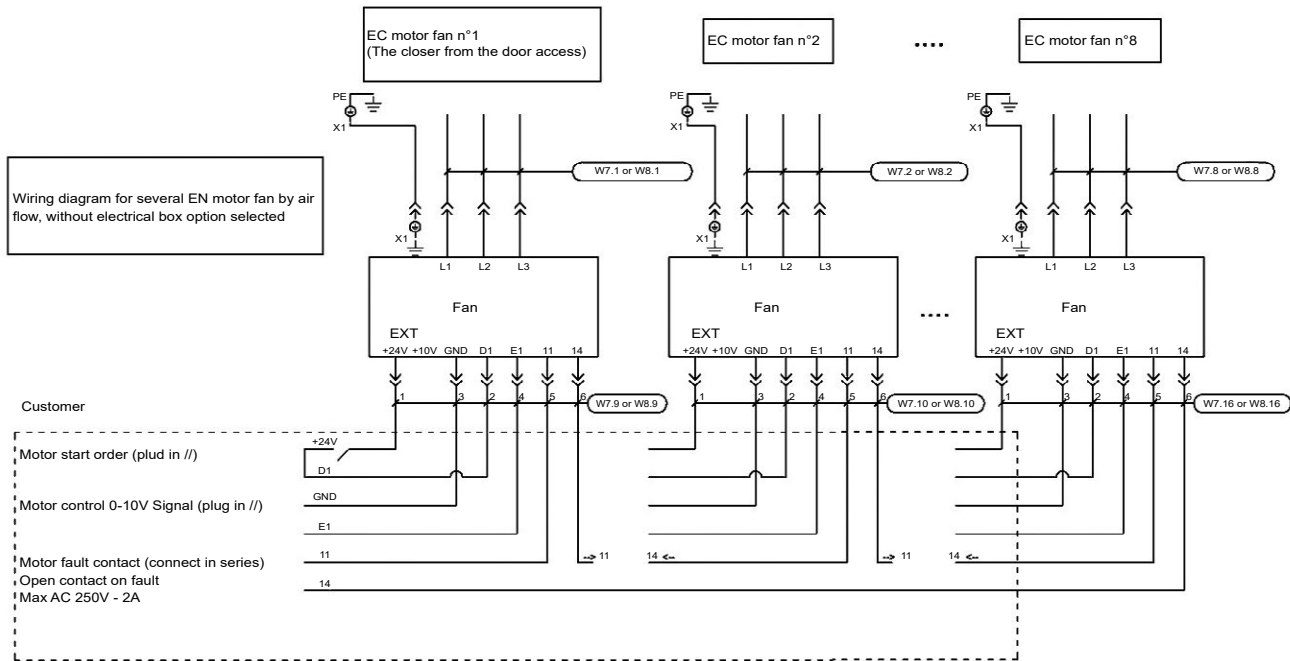 EC motor fan n°1
(The closer from the door access)
EC motor fan n°2
....
EC motor fan n°8
PE
X1
PE
X1
PE
X1
W7.1 or W8.1
W7.2 or W8.2
W7.8 or W8.8
Wiring diagram for several EN motor fan by air
flow, without electrical box option selected
X1
X1
X1
L1 L2 L3
L1 L2 L3
L1 L2 L3
Fan
Fan
....
Fan
EXT
EXT
EXT
+24V +10V GND D1 E1 11 14
+24V +10V GND D1 E1 11 14
+24V +10V GND D1 E1 11 14
Customer
1 3 2 4 5 6
W7.9 or W8.9
1 3 2 4 5 6
W7.10 or W8.10
1 3 2 4 5 6
W7.16 or W8.16
Motor start order (plud in //)
+24V
D1
Motor control 0-10V Signal (plug in //)
GND
E1
Motor fault contact (connect in series)
11
--> 11
14 <--
--> 11
14 <--
Open contact on fault
14
Max AC 250V - 2A